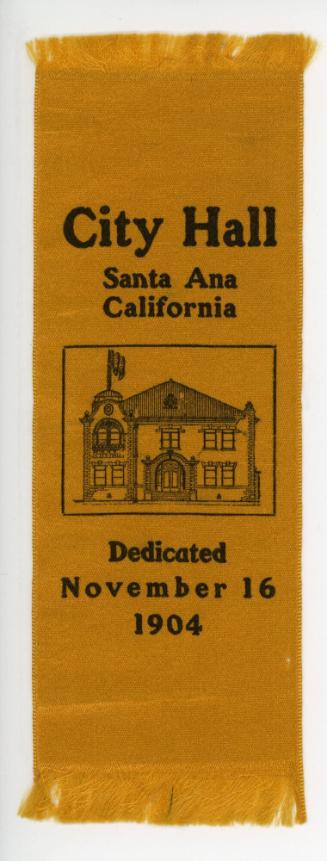 City Hall
Santa Ana
California
Dedicated
November 16
1904